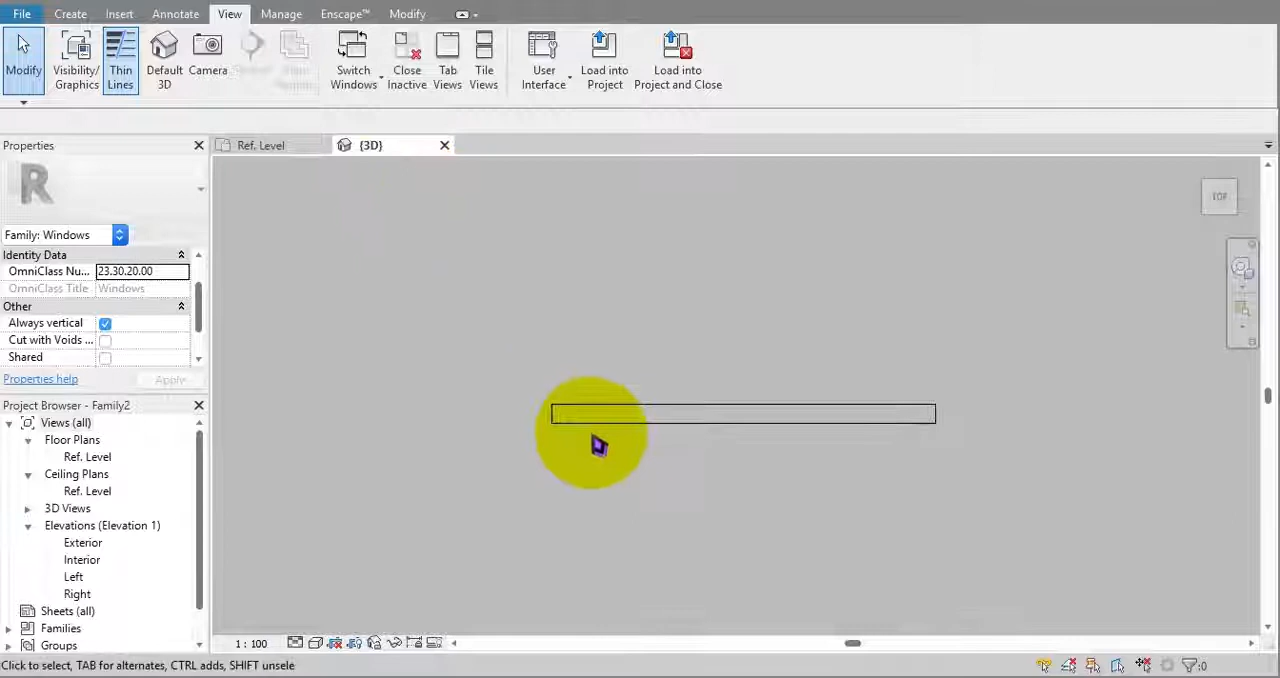 File Create Insert Annotate View Manage Enscape™ Modify
Modify Visibility/ Graphics Thin Lines Default 3D Camera Switch Windows Close Inactive Tab Views Tile Views User Interface Load into Project Load into Project and Close
Properties
Ref. Level
{3D}
TOP
R
Family: Windows
Identity Data
OmniClass Nu... 23.30.20.00
OmniClass Title Windows
Other
Always vertical
Cut with Voids ...
Shared
Properties help Apply
Project Browser - Family2
Views (all)
Floor Plans
Ref. Level
Ceiling Plans
Ref. Level
3D Views
Elevations (Elevation 1)
Exterior
Interior
Left
Right
Sheets (all)
Families
Groups
1 : 100
Click to select, TAB for alternates, CTRL adds, SHIFT unsele
:0